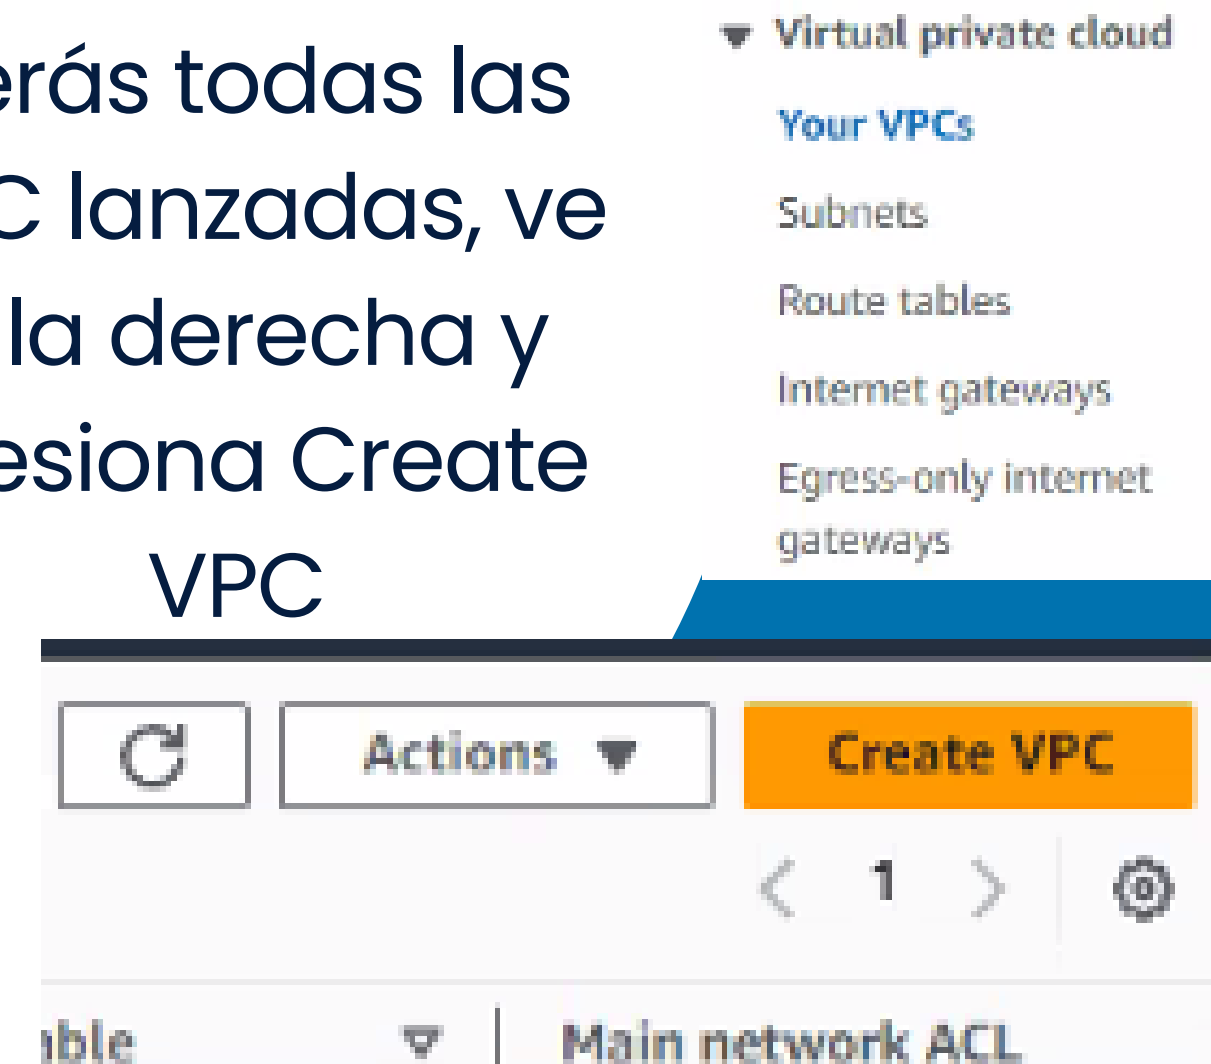 erás todas las
C lanzadas, ve
la derecha y
esiona Create
VPC
Virtual private cloud
Your VPCs
Subnets
Route tables
Internet gateways
Egress-only internet
gateways
Actions
Create VPC
1
able
Main network ACL